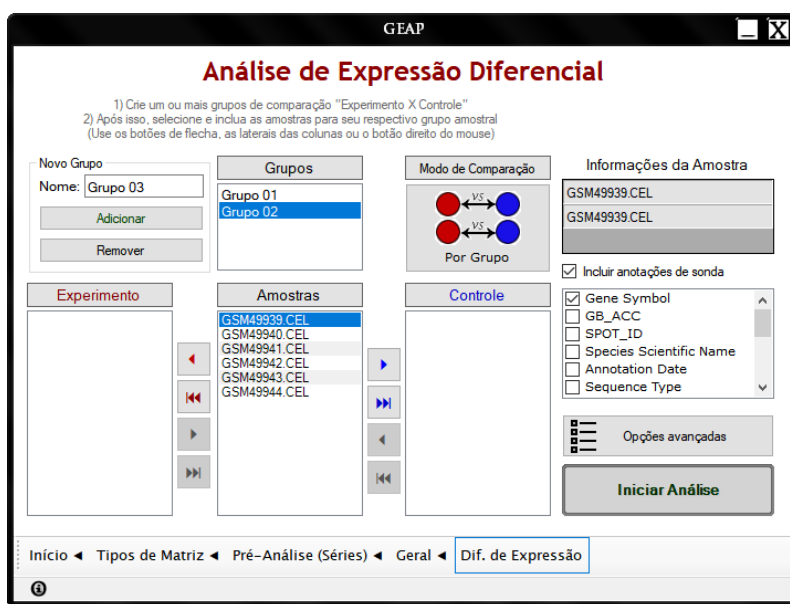 GEAP
Análise de Expressão Diferencial
1) Crie um ou mais grupos de comparação "Experimento X Controle"
2) Após isso, selecione e inclua as amostras para seu respectivo grupo amostral
(Use os botões de flecha, as laterais das colunas ou o botão direito do mouse)
Novo Grupo
Nome: Grupo 03
Adicionar
Remover
Grupos
Grupo 01
Grupo 02
Modo de Comparação
vs
vs
Por Grupo
Informações da Amostra
GSM49939.CEL
GSM49939.CEL
Incluir anotações de sonda
Gene Symbol
GB_ACC
SPOT_ID
Species Scientific Name
Annotation Date
Sequence Type
Experimento
Amostras
GSM49939.CEL
GSM49940.CEL
GSM49941.CEL
GSM49942.CEL
GSM49943.CEL
GSM49944.CEL
Controle
Opções avançadas
Iniciar Análise
Início ◄ Tipos de Matriz ◄ Pré-Análise (Séries) ◄ Geral ◄ Dif. de Expressão